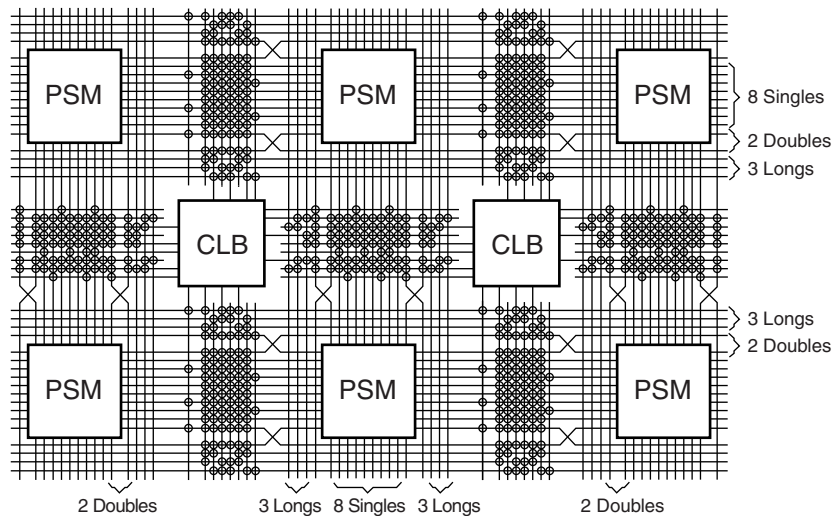 PSM PSM PSM
8 Singles
2 Doubles
3 Longs
CLB CLB
3 Longs
2 Doubles
PSM PSM PSM
2 Doubles 3 Longs 8 Singles 3 Longs 2 Doubles